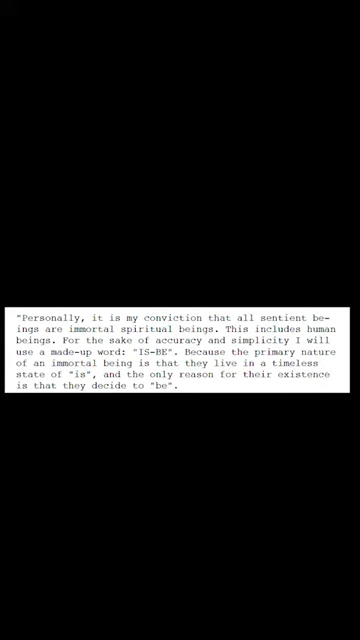 "Personally, it is my conviction that all sentient be-
ings are immortal spiritual beings. This includes human
beings. For the sake of accuracy and simplicity I will
use a made-up word: "IS-BE". Because the primary nature
of an immortal being is that they live in a timeless
state of "is", and the only reason for their existence
is that they decide to "be".